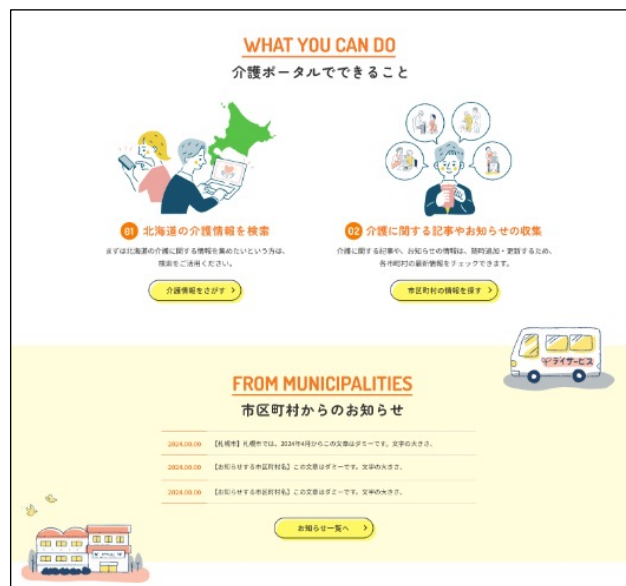 WHAT YOU CAN DO
介護ポータルでできること
01 北海道の介護情報を検索
まずは北海道の介護に関する情報を集めたいという方は、
検索をご活用ください。
介護情報をさがす
02 介護に関する記事やお知らせの収集
介護に関する記事や、お知らせの情報は、随時追加・更新するため、
各市町村の最新情報をチェックできます。
市区町村の情報を探す
デイサービス
FROM MUNICIPALITIES
市区町村からのお知らせ
2024.00.00 【札幌市】札幌市では、2024年4月からこの文章はダミーです。文字の大きさ、
2024.00.00 【お知らせする市区町村名】この文章はダミーです。文字の大きさ、
2024.00.00 【お知らせする市区町村名】この文章はダミーです。文字の大きさ、
お知らせ一覧へ